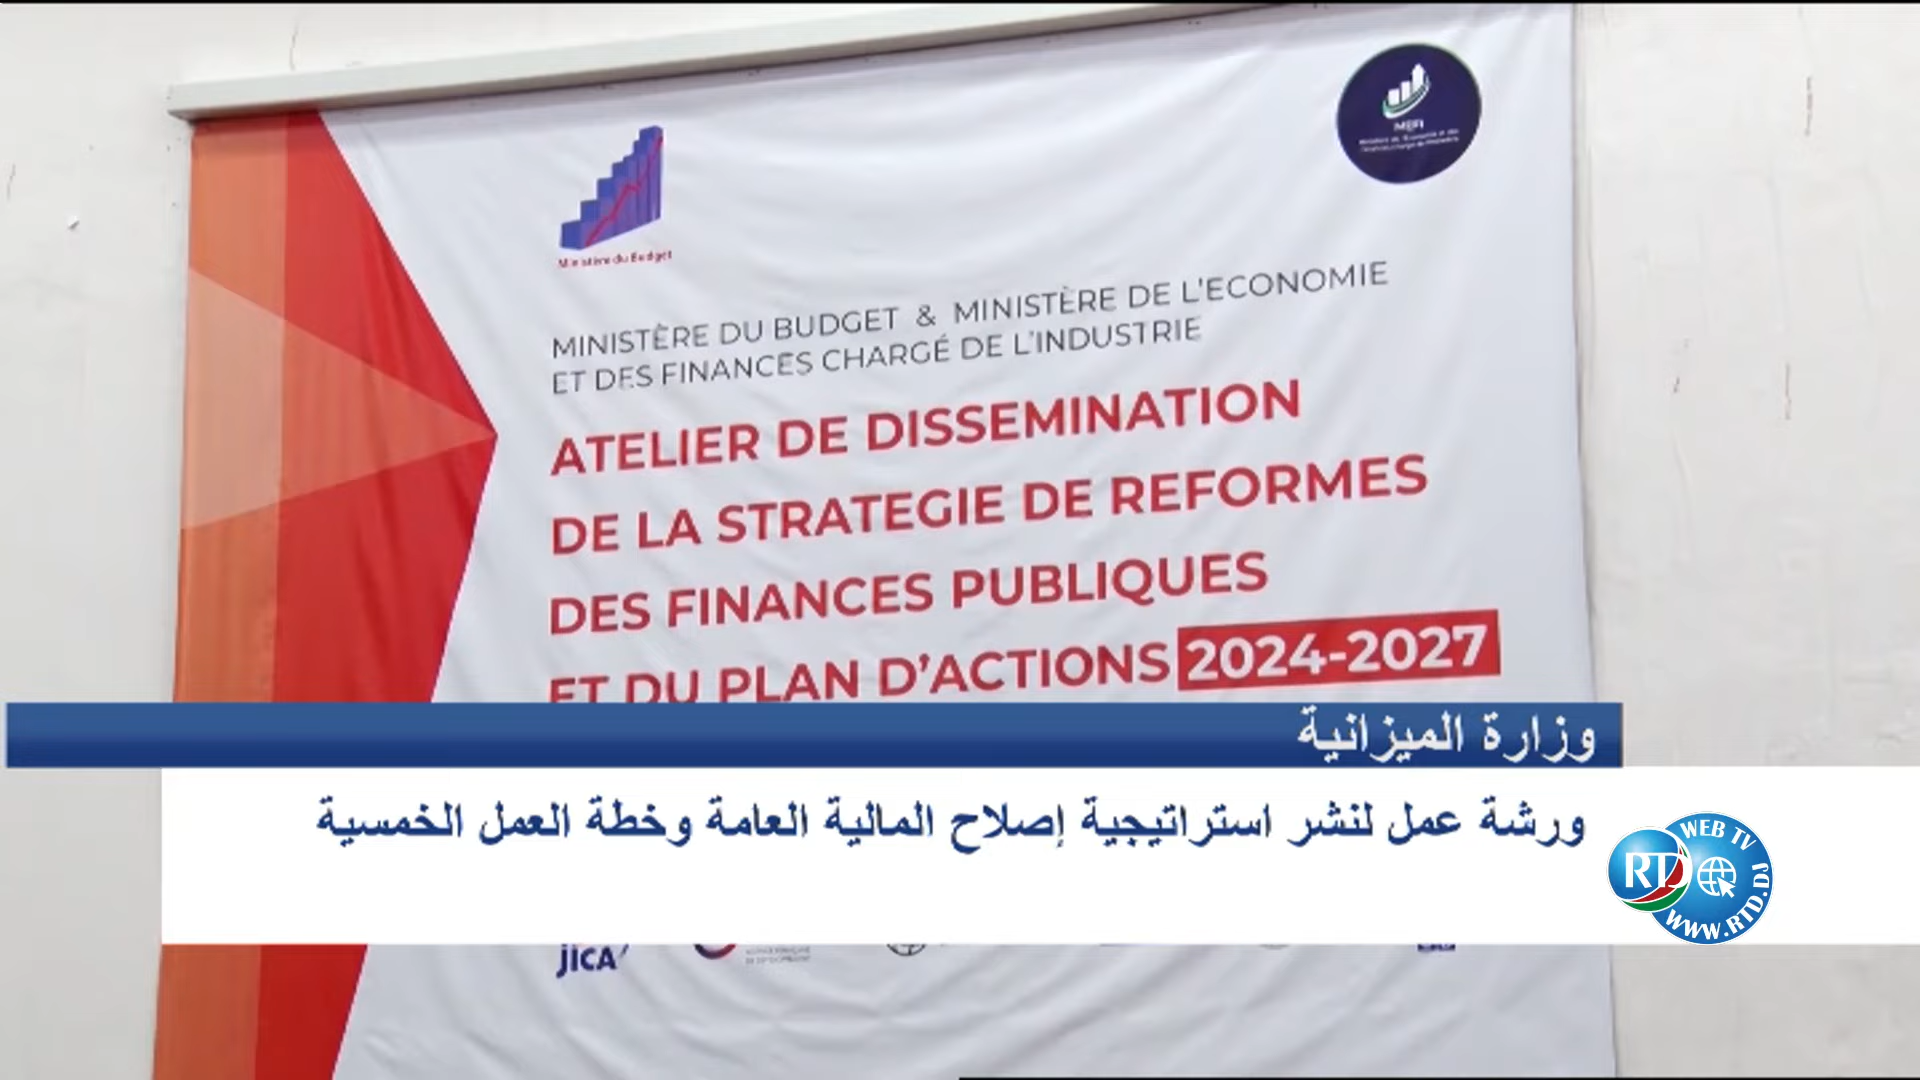 MEFI
Ministère du Budget
MINISTÈRE DU BUDGET & MINISTÈRE DE L'ECONOMIE
ET DES FINANCES CHARGÉ DE L'INDUSTRIE
ATELIER DE DISSEMINATION
DE LA STRATEGIE DE REFORMES
DES FINANCES PUBLIQUES
ET DU PLAN D'ACTIONS 2024-2027
وزارة الميزانية
ورشة عمل لنشر استراتيجية إصلاح المالية العامة وخطة العمل الخمسية
WEB TV
RTD
WWW.RTD.DJ
jICA